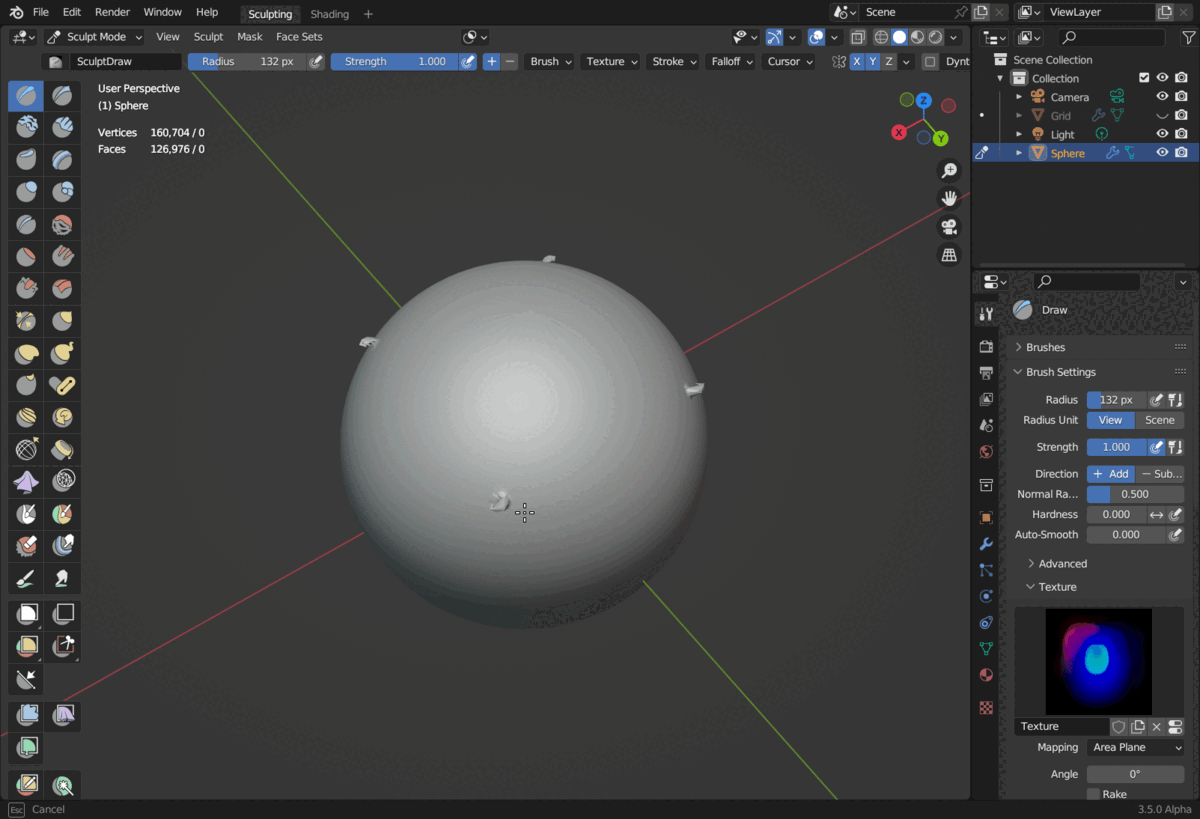 File Edit Render Window Help Sculpting Shading + Scene ViewLayer
Sculpt Mode View Sculpt Mask Face Sets
SculptDraw Radius 132 px Strength 1.000 + − Brush Texture Stroke Falloff Cursor X Y Z Dynt
User Perspective
(1) Sphere
Vertices 160,704 / 0
Faces 126,976 / 0
Z
X
Y
Scene Collection
Collection
Camera
Grid
Light
Sphere
Draw
Brushes
Brush Settings
Radius 132 px
Radius Unit View Scene
Strength 1.000
Direction + Add − Sub...
Normal Ra... 0.500
Hardness 0.000
Auto-Smooth 0.000
Advanced
Texture
Texture
Mapping Area Plane
Angle 0°
Rake
Esc Cancel 3.5.0 Alpha